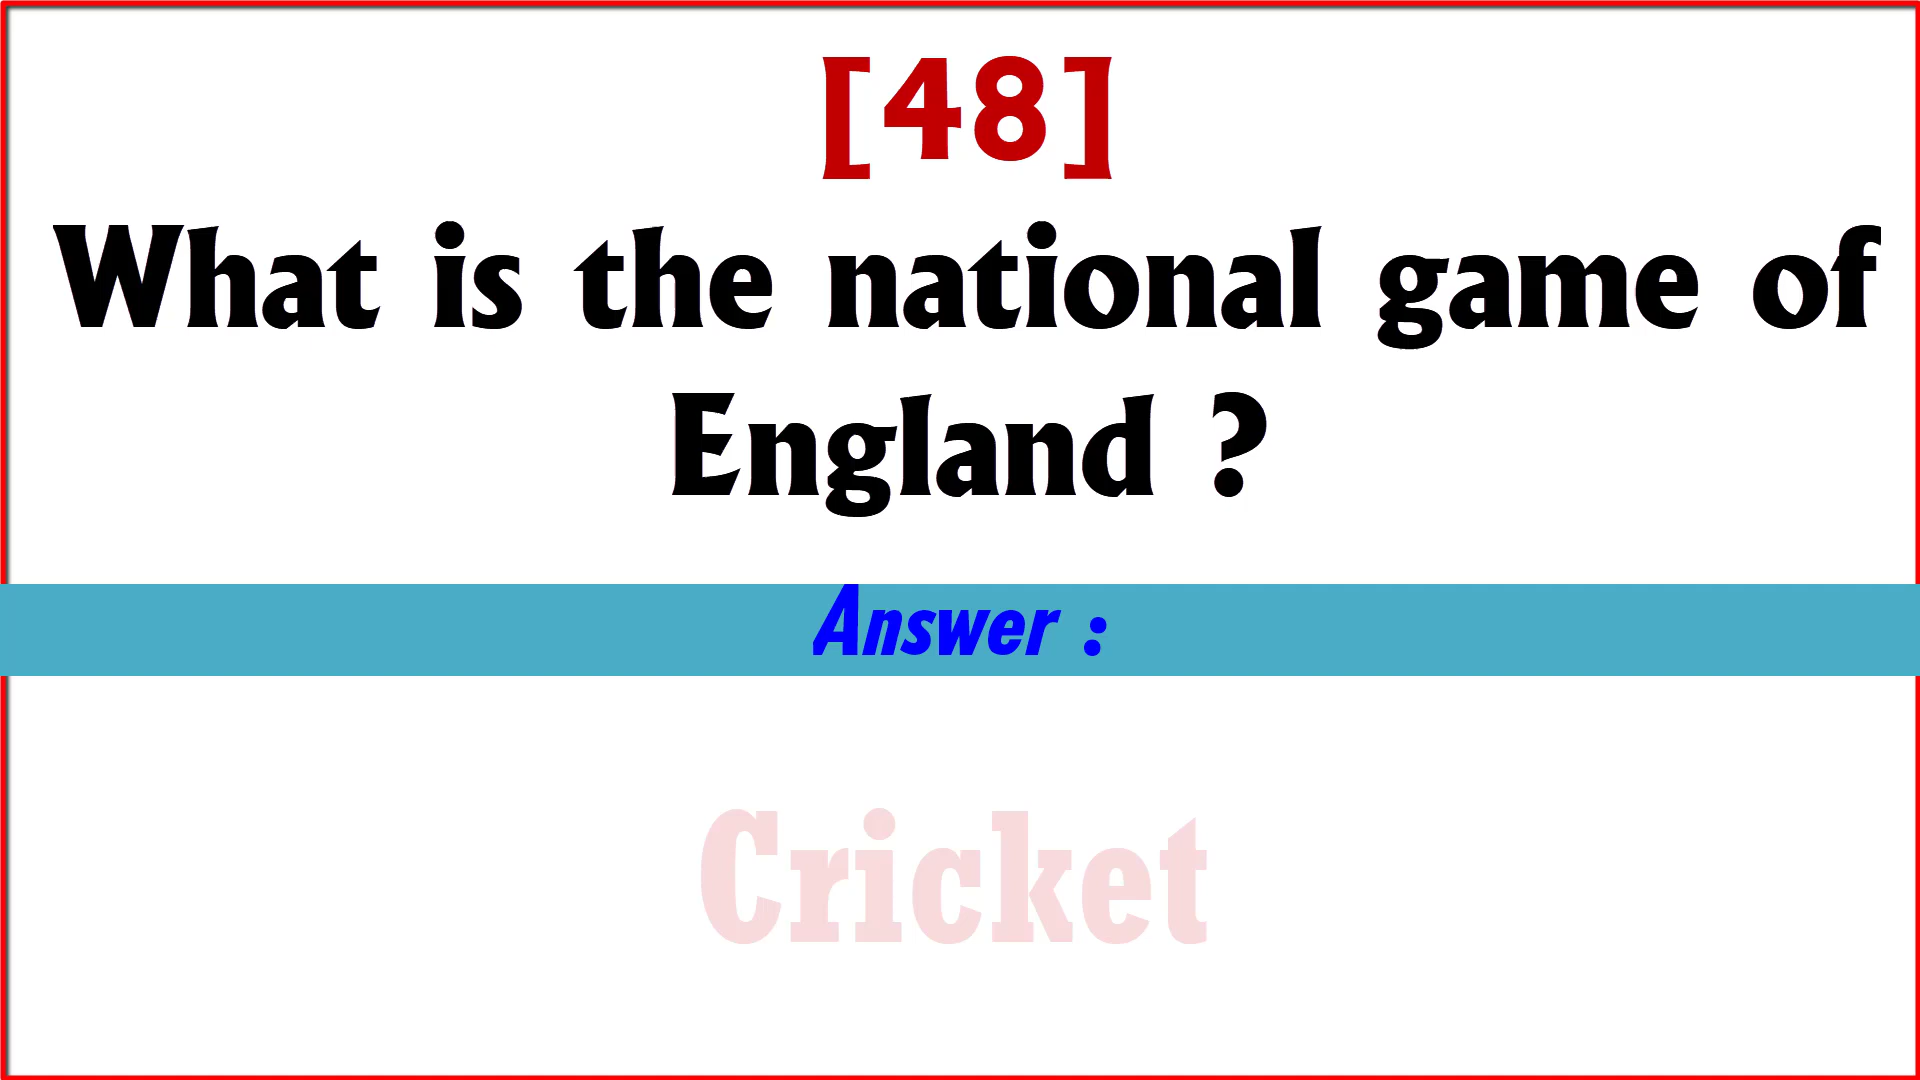 [48]
What is the national game of
England ?
Answer :
Cricket